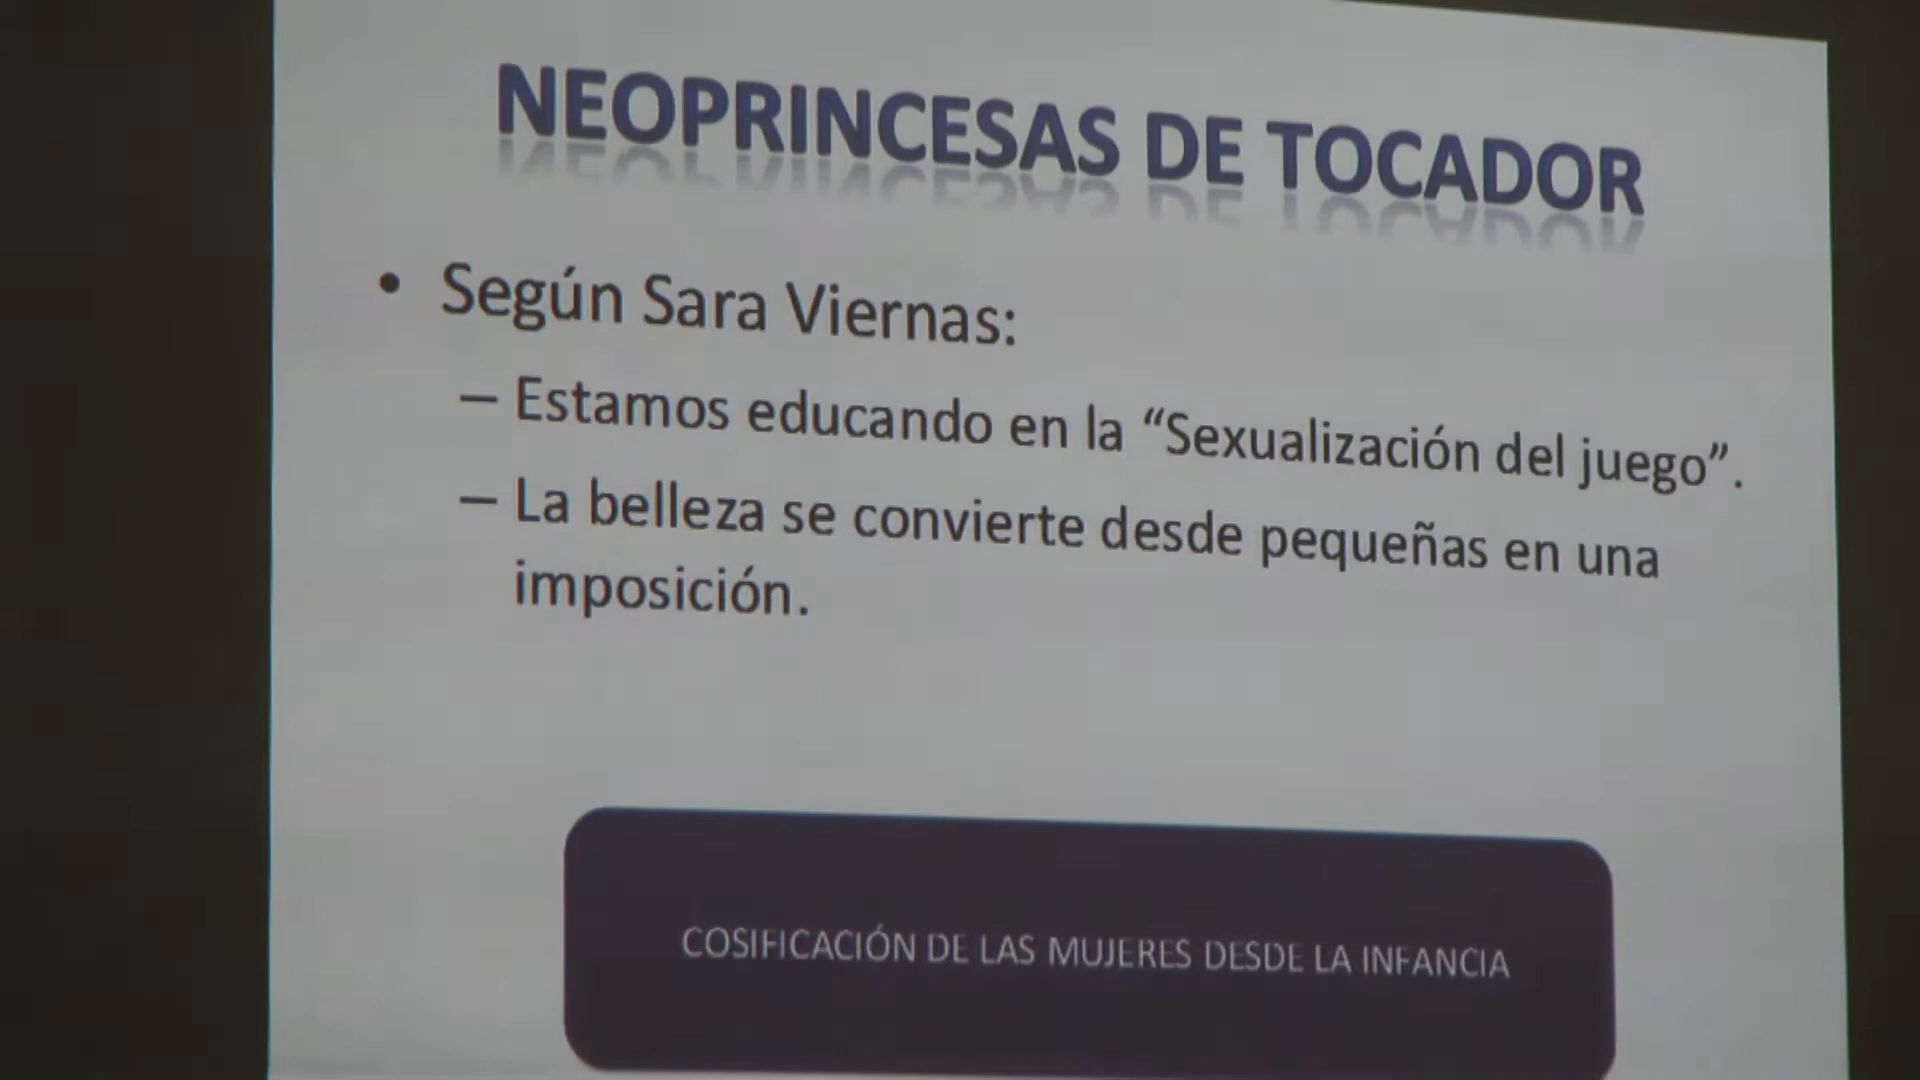 NEOPRINCESAS DE TOCADOR
• Según Sara Viernas:
– Estamos educando en la “Sexualización del juego”.
– La belleza se convierte desde pequeñas en una
imposición.
COSIFICACIÓN DE LAS MUJERES DESDE LA INFANCIA